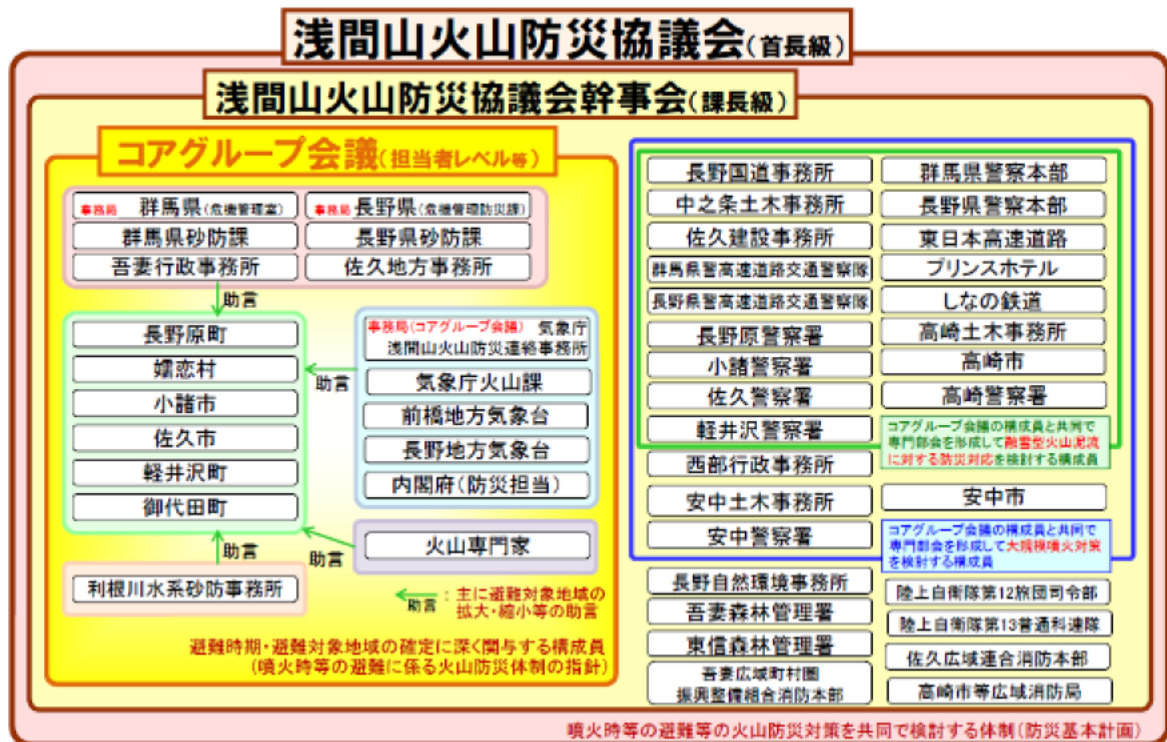 浅間山火山防災協議会(首長級)
浅間山火山防災協議会幹事会(課長級)
コアグループ会議(担当者レベル等)
事務局 群馬県(危機管理室)
事務局 長野県(危機管理防災課)
群馬県砂防課
長野県砂防課
吾妻行政事務所
佐久地方事務所
助言
長野原町
嬬恋村
小諸市
佐久市
軽井沢町
御代田町
事務局(コアグループ会議) 気象庁
浅間山火山防災連絡事務所
気象庁火山課
前橋地方気象台
長野地方気象台
内閣府(防災担当)
助言
火山専門家
助言
助言
利根川水系砂防事務所
助言
:主に避難対象地域の
拡大・縮小等の助言
避難時期・避難対象地域の確定に深く関与する構成員
(噴火時等の避難に係る火山防災体制の指針)
長野国道事務所
群馬県警察本部
中之条土木事務所
長野県警察本部
佐久建設事務所
東日本高速道路
群馬県警高速道路交通警察隊
プリンスホテル
長野県警高速道路交通警察隊
しなの鉄道
長野原警察署
高崎土木事務所
小諸警察署
高崎市
佐久警察署
高崎警察署
軽井沢警察署
コアグループ会議の構成員と共同で
専門部会を形成して融雪型火山泥流
に対する防災対応を検討する構成員
西部行政事務所
安中土木事務所
安中市
安中警察署
コアグループ会議の構成員と共同で
専門部会を形成して大規模噴火対策
を検討する構成員
長野自然環境事務所
陸上自衛隊第12旅団司令部
吾妻森林管理署
陸上自衛隊第13普通科連隊
東信森林管理署
佐久広域連合消防本部
吾妻広域町村圏
振興整備組合消防本部
高崎市等広域消防局
噴火時等の避難等の火山防災対策を共同で検討する体制(防災基本計画)